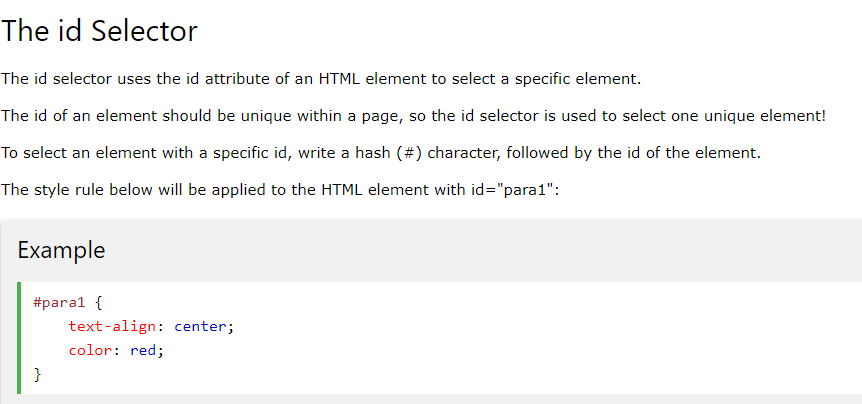 The id Selector
The id selector uses the id attribute of an HTML element to select a specific element.
The id of an element should be unique within a page, so the id selector is used to select one unique element!
To select an element with a specific id, write a hash (#) character, followed by the id of the element.
The style rule below will be applied to the HTML element with id="para1":
Example
#para1 {
    text-align: center;
    color: red;
}